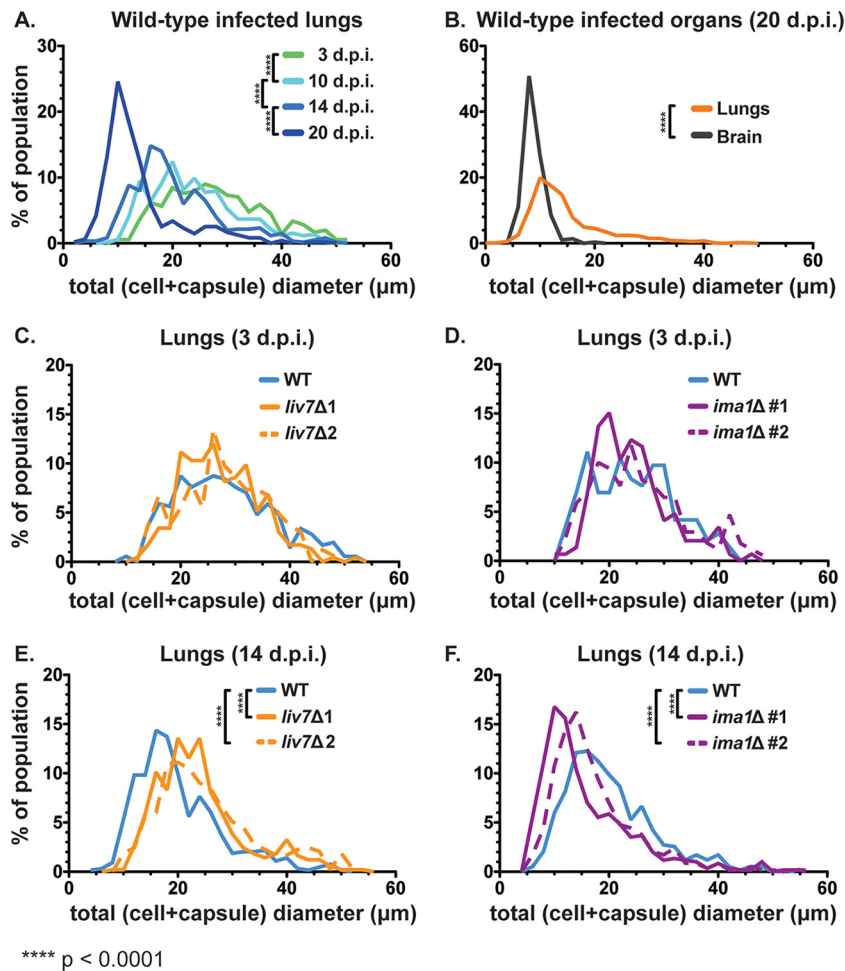 A. Wild-type infected lungs
% of population
30
20
10
0
0 20 40 60
total (cell+capsule) diameter (µm)
3 d.p.i.
10 d.p.i.
14 d.p.i.
20 d.p.i.
****
****
****
B. Wild-type infected organs (20 d.p.i.)
60
40
20
0
0 20 40 60
total (cell+capsule) diameter (µm)
****
Lungs
Brain
C. Lungs (3 d.p.i.)
% of population
20
15
10
5
0
0 20 40 60
total (cell+capsule) diameter (µm)
WT
liv7Δ1
liv7Δ2
D. Lungs (3 d.p.i.)
20
15
10
5
0
0 20 40 60
total (cell+capsule) diameter (µm)
WT
ima1Δ #1
ima1Δ #2
E. Lungs (14 d.p.i.)
% of population
20
15
10
5
0
0 20 40 60
total (cell+capsule) diameter (µm)
****
****
WT
liv7Δ1
liv7Δ2
F. Lungs (14 d.p.i.)
20
15
10
5
0
0 20 40 60
total (cell+capsule) diameter (µm)
****
****
WT
ima1Δ #1
ima1Δ #2
**** p < 0.0001